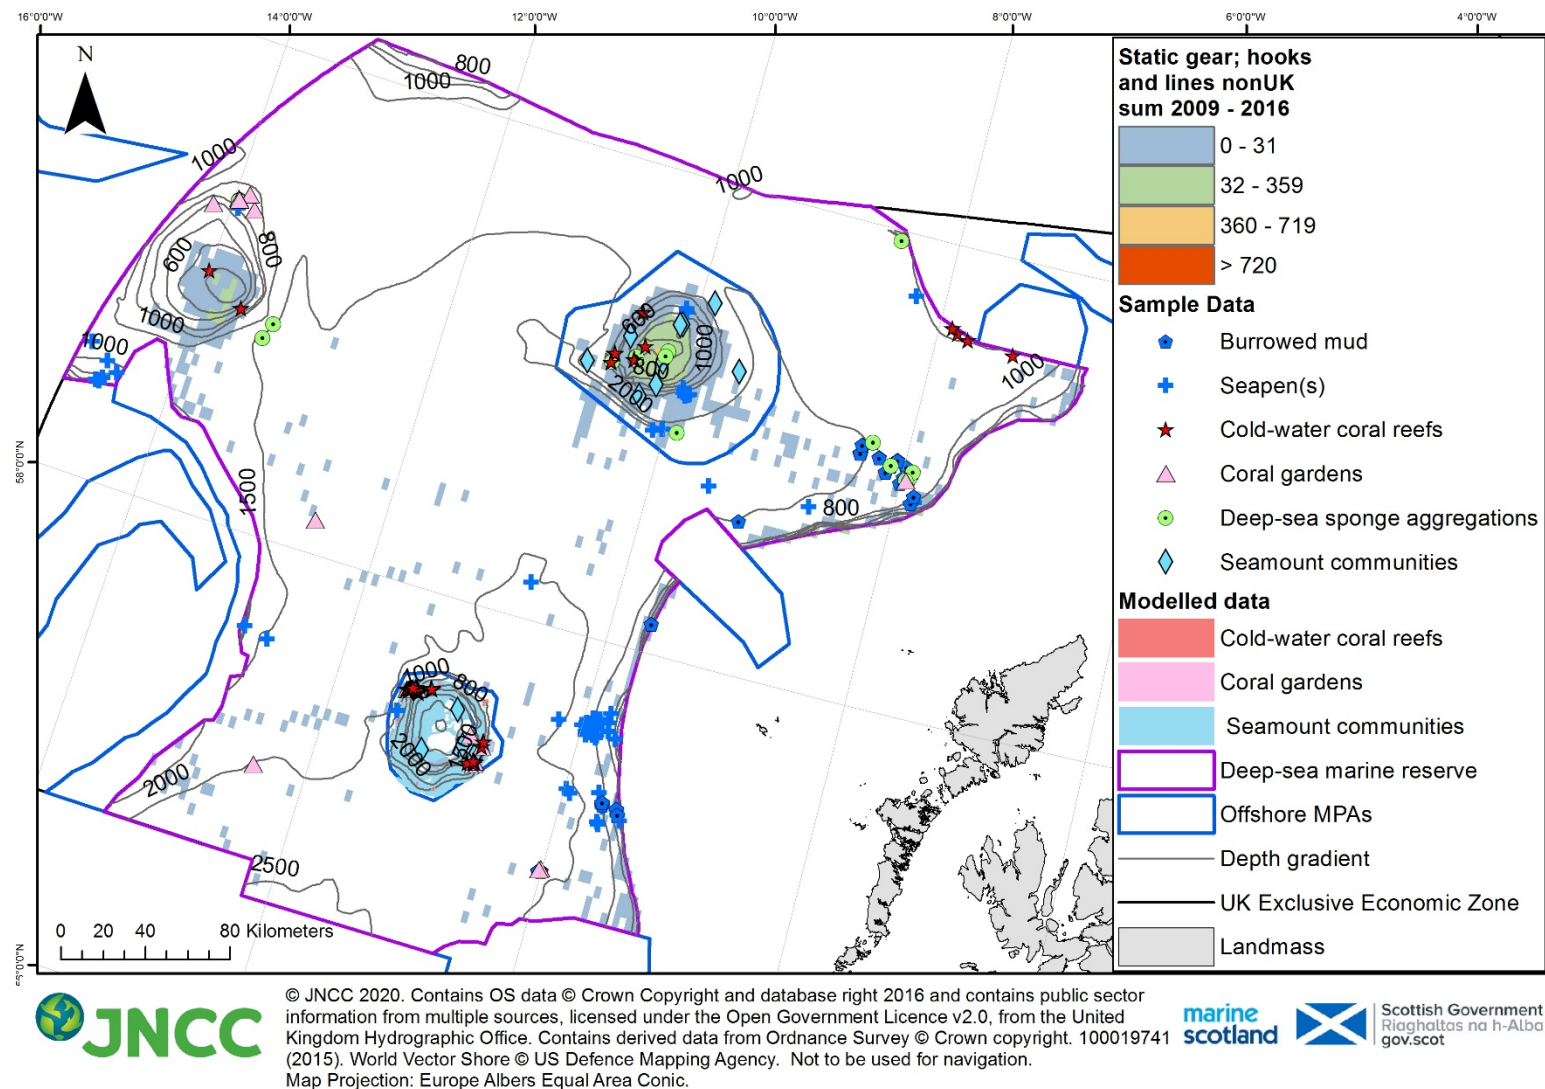 16°0'0"W 14°0'0"W 12°0'0"W 10°0'0"W 8°0'0"W 6°0'0"W 4°0'0"W
N
800
1000
1000
1000
600
800
1000
1000
600
1000
800
2000
1000
58°0'0"N
1500
800
1000
800
2000
2000
2500
0 20 40 80 Kilometers
Static gear; hooks
and lines nonUK
sum 2009 - 2016
0 - 31
32 - 359
360 - 719
> 720
Sample Data
Burrowed mud
Seapen(s)
Cold-water coral reefs
Coral gardens
Deep-sea sponge aggregations
Seamount communities
Modelled data
Cold-water coral reefs
Coral gardens
Seamount communities
Deep-sea marine reserve
Offshore MPAs
Depth gradient
UK Exclusive Economic Zone
Landmass
JNCC
© JNCC 2020. Contains OS data © Crown Copyright and database right 2016 and contains public sector
information from multiple sources, licensed under the Open Government Licence v2.0, from the United
Kingdom Hydrographic Office. Contains derived data from Ordnance Survey © Crown copyright. 100019741
(2015). World Vector Shore © US Defence Mapping Agency. Not to be used for navigation.
Map Projection: Europe Albers Equal Area Conic.
marine
scotland
Scottish Government
Riaghaltas na h-Alba
gov.scot